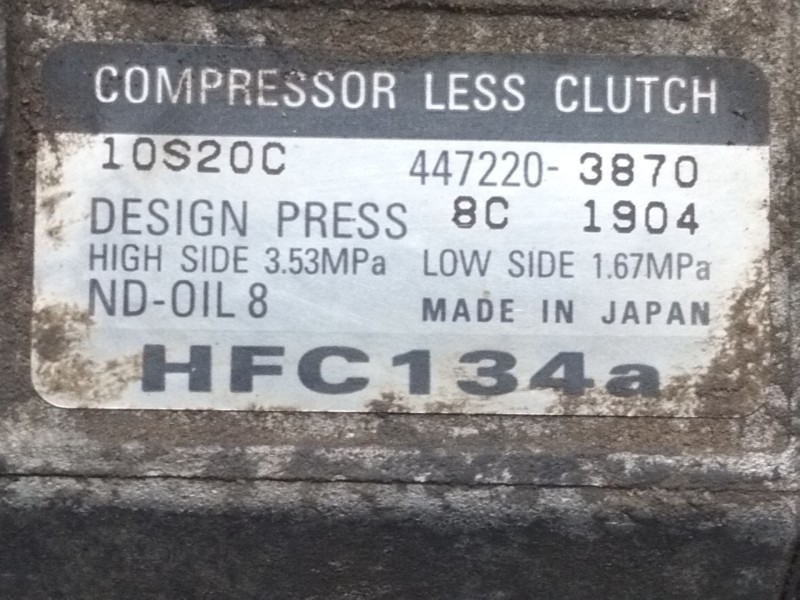 COMPRESSOR LESS CLUTCH
10S20C 447220-3870
DESIGN PRESS 8C 1904
HIGH SIDE 3.53MPa LOW SIDE 1.67MPa
ND-OIL 8 MADE IN JAPAN
HFC134a